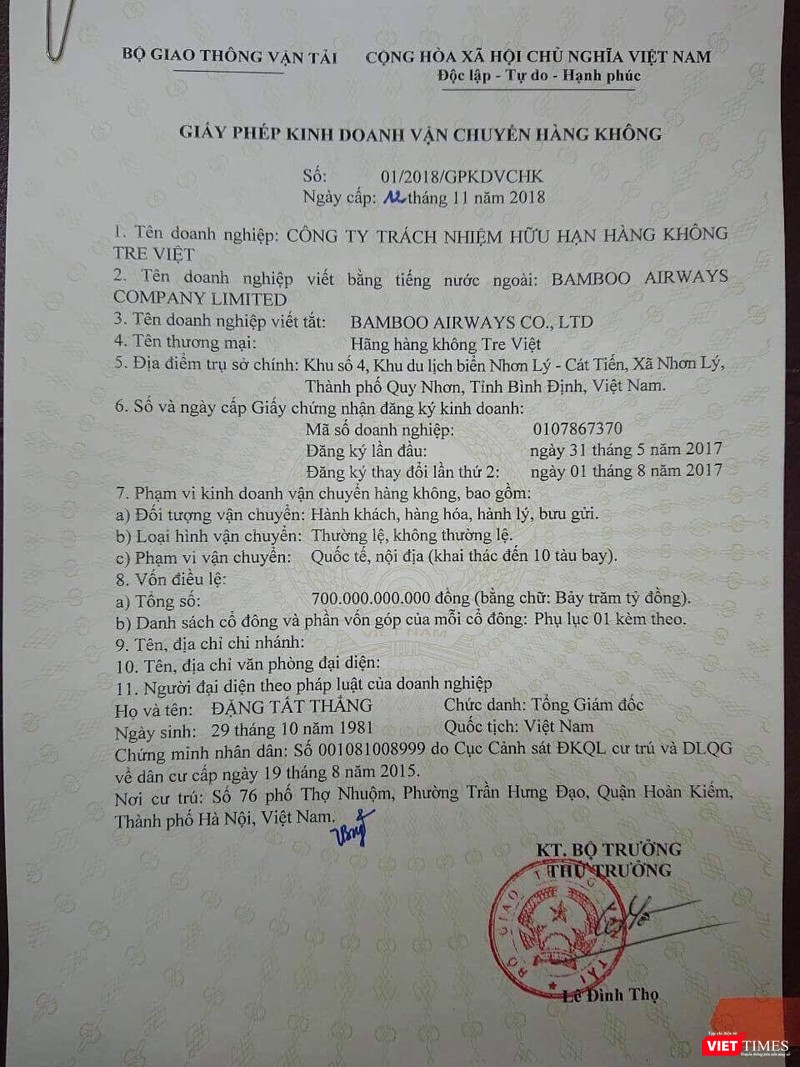 BỘ GIAO THÔNG VẬN TẢI CỘNG HÒA XÃ HỘI CHỦ NGHĨA VIỆT NAM
Độc lập - Tự do - Hạnh phúc
GIẤY PHÉP KINH DOANH VẬN CHUYỂN HÀNG KHÔNG
Số: 01/2018/GPKDVCHK
Ngày cấp: 12 tháng 11 năm 2018
1. Tên doanh nghiệp: CÔNG TY TRÁCH NHIỆM HỮU HẠN HÀNG KHÔNG
TRE VIỆT
2. Tên doanh nghiệp viết bằng tiếng nước ngoài: BAMBOO AIRWAYS
COMPANY LIMITED
3. Tên doanh nghiệp viết tắt: BAMBOO AIRWAYS CO., LTD
4. Tên thương mại: Hãng hàng không Tre Việt
5. Địa điểm trụ sở chính: Khu số 4, Khu du lịch biển Nhơn Lý - Cát Tiến, Xã Nhơn Lý,
Thành phố Quy Nhơn, Tỉnh Bình Định, Việt Nam.
6. Số và ngày cấp Giấy chứng nhận đăng ký kinh doanh:
Mã số doanh nghiệp: 0107867370
Đăng ký lần đầu: ngày 31 tháng 5 năm 2017
Đăng ký thay đổi lần thứ 2: ngày 01 tháng 8 năm 2017
7. Phạm vi kinh doanh vận chuyển hàng không, bao gồm:
a) Đối tượng vận chuyển: Hành khách, hàng hóa, hành lý, bưu gửi.
b) Loại hình vận chuyển: Thường lệ, không thường lệ.
c) Phạm vi vận chuyển: Quốc tế, nội địa (khai thác đến 10 tàu bay).
8. Vốn điều lệ:
a) Tổng số: 700.000.000.000 đồng (bằng chữ: Bảy trăm tỷ đồng).
b) Danh sách cổ đông và phần vốn góp của mỗi cổ đông: Phụ lục 01 kèm theo.
9. Tên, địa chỉ chi nhánh:
10. Tên, địa chỉ văn phòng đại diện:
11. Người đại diện theo pháp luật của doanh nghiệp
Họ và tên: ĐẶNG TẤT THẮNG Chức danh: Tổng Giám đốc
Ngày sinh: 29 tháng 10 năm 1981 Quốc tịch: Việt Nam
Chứng minh nhân dân: Số 001081008999 do Cục Cảnh sát ĐKQL cư trú và DLQG
về dân cư cấp ngày 19 tháng 8 năm 2015.
Nơi cư trú: Số 76 phố Thợ Nhuộm, Phường Trần Hưng Đạo, Quận Hoàn Kiếm,
Thành phố Hà Nội, Việt Nam.
KT. BỘ TRƯỞNG
THỨ TRƯỞNG
BỘ GIAO THÔNG VẬN TẢI
Lê Đình Thọ
VIET TIMES